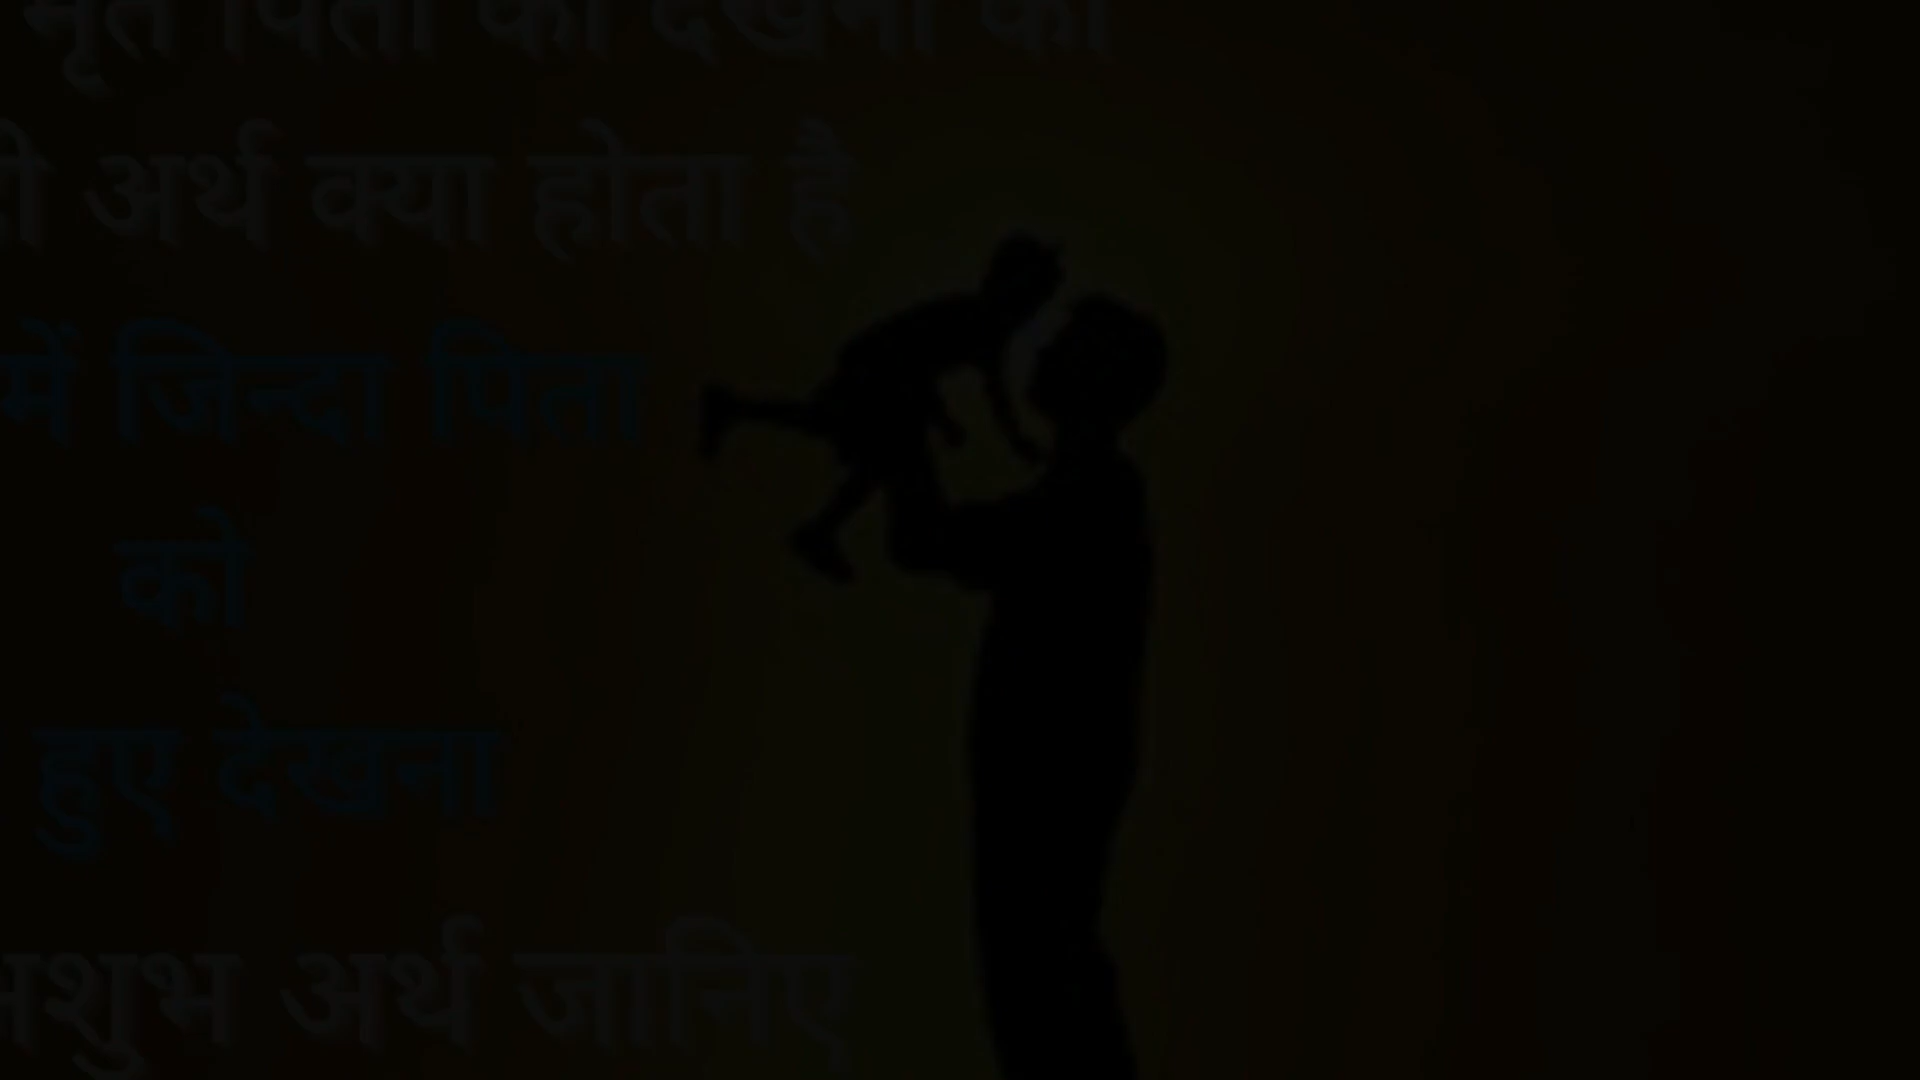 मृत पिता को देखना का
अर्थ क्या होता है
में जिन्दा पिता
को
हुए देखना
अर्थ जानिए